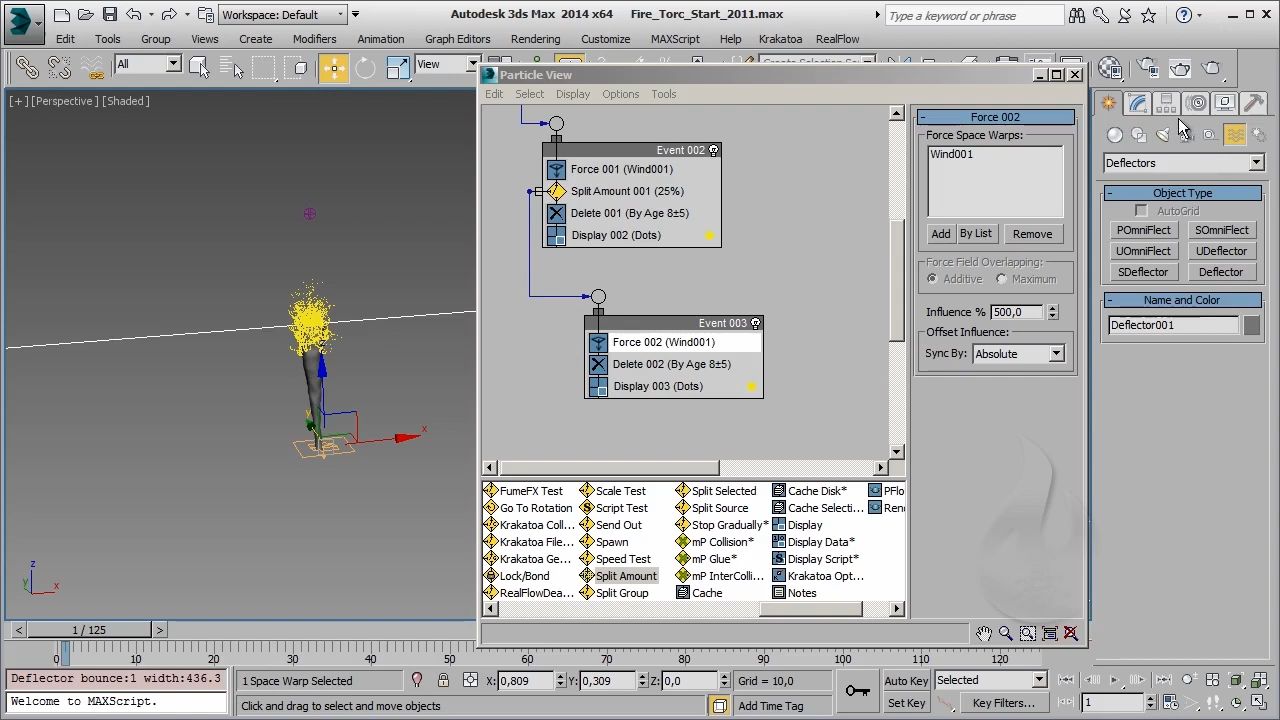 Workspace: Default
Autodesk 3ds Max 2014 x64 Fire_Torc_Start_2011.max
Type a keyword or phrase
Edit Tools Group Views Create Modifiers Animation Graph Editors Rendering Customize MAXScript Help Krakatoa RealFlow
All
View
[+] [Perspective] [Shaded]
Particle View
Edit Select Display Options Tools
Event 002
Force 001 (Wind001)
Split Amount 001 (25%)
Delete 001 (By Age 8±5)
Display 002 (Dots)
Event 003
Force 002 (Wind001)
Delete 002 (By Age 8±5)
Display 003 (Dots)
Force 002
Force Space Warps:
Wind001
Add By List Remove
Force Field Overlapping:
Additive Maximum
Influence % 500,0
Offset Influence:
Sync By: Absolute
FumeFX Test Scale Test Split Selected Cache Disk* PFlo
Go To Rotation Script Test Split Source Cache Selecti... Ren
Krakatoa Coll... Send Out Stop Gradually* Display
Krakatoa File... Spawn mP Collision* Display Data*
Krakatoa Ge... Speed Test mP Glue* Display Script*
Lock/Bond Split Amount mP InterColli... Krakatoa Opt...
RealFlowDea... Split Group Cache Notes
Deflectors
Object Type
AutoGrid
POmniFlect SOmniFlect
UOmniFlect UDeflector
SDeflector Deflector
Name and Color
Deflector001
z
y x
x
< 1 / 125 >
0 10 20 30 40 50 60 70 80 90 100 110 120
Deflector bounce:1 width:436.3
Welcome to MAXScript.
1 Space Warp Selected
X: 0,809 Y: 0,309 Z: 0,0
Grid = 10,0
Click and drag to select and move objects
Add Time Tag
Auto Key Selected
Set Key Key Filters...
1